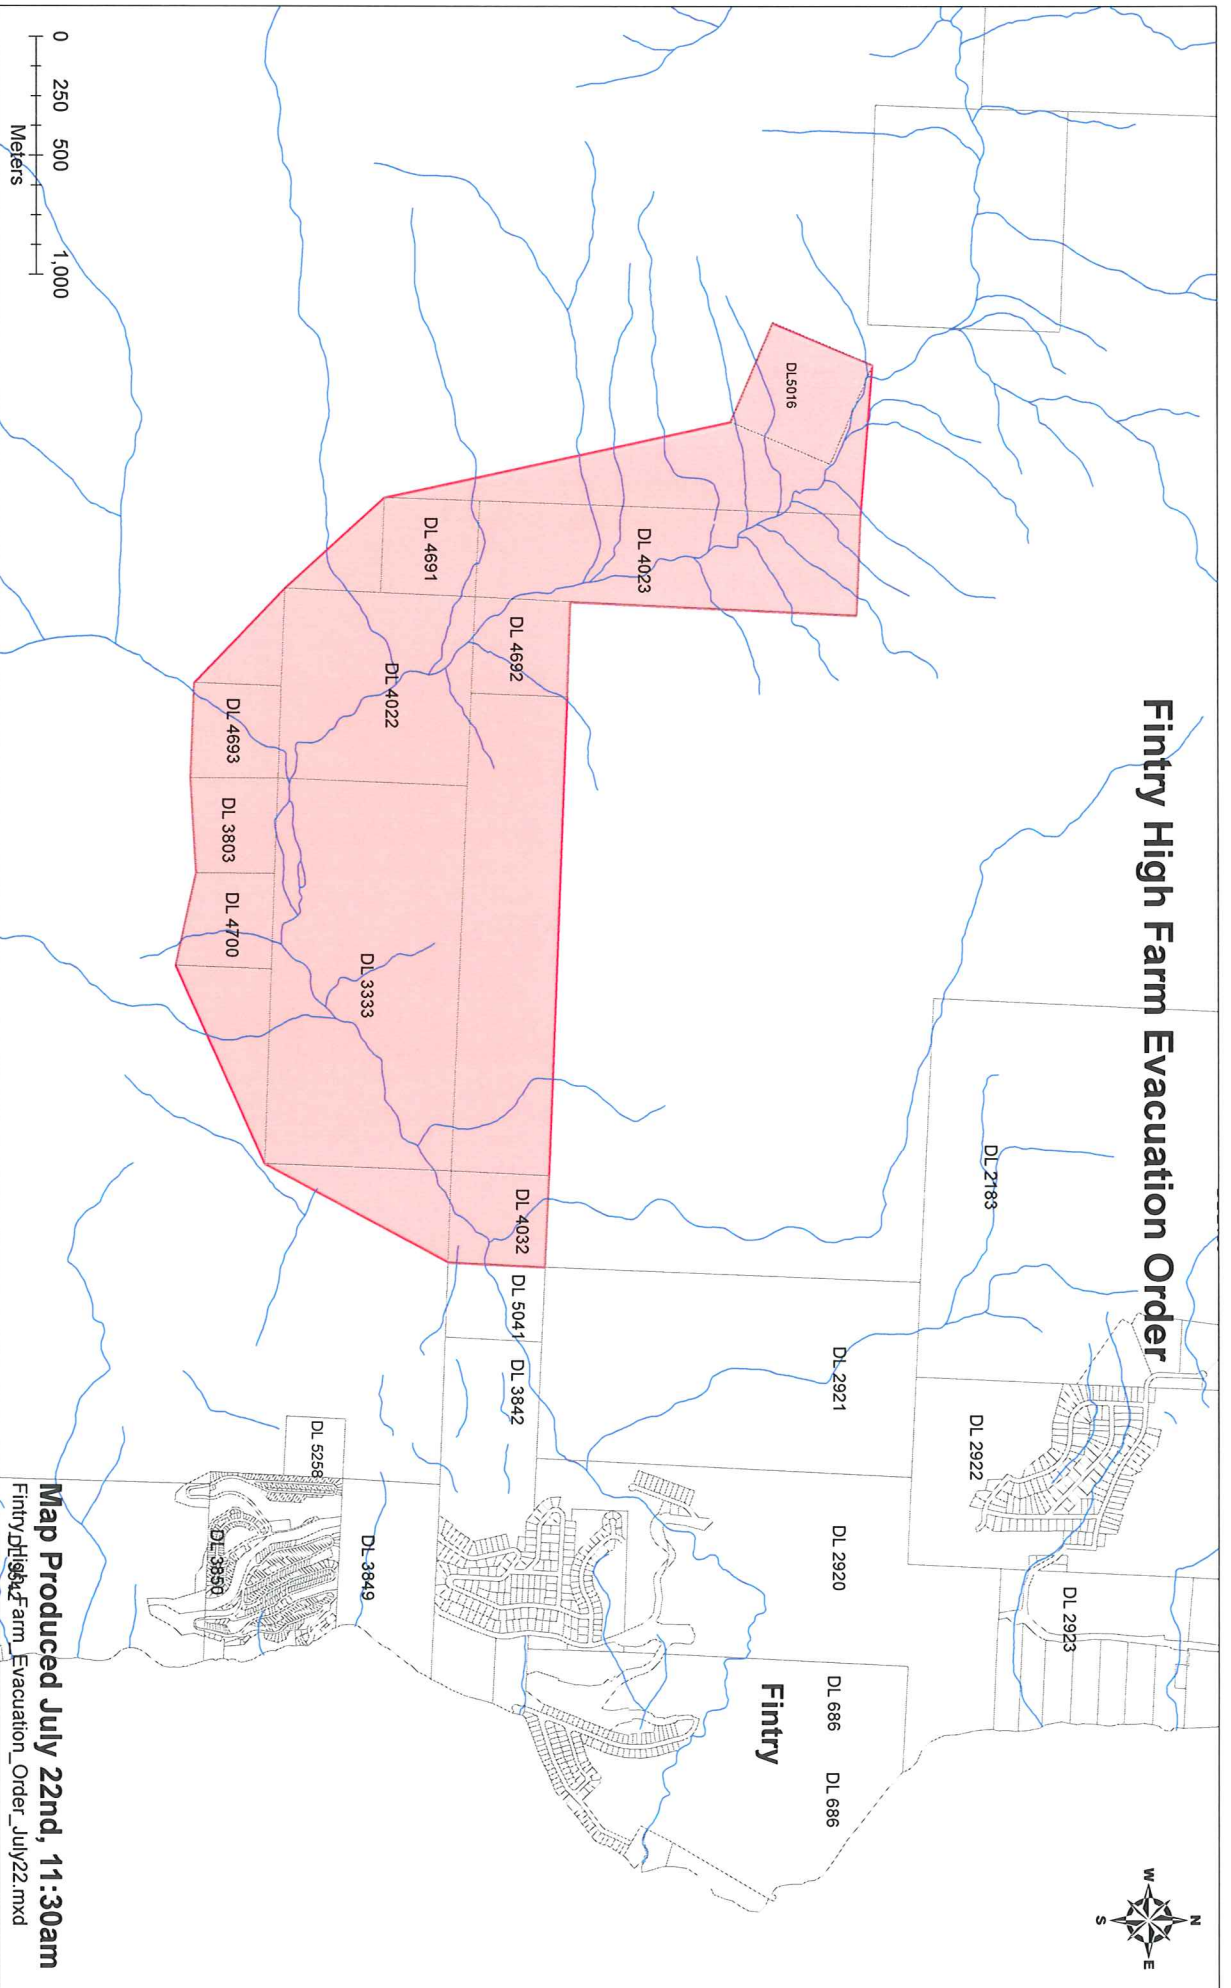 Fintry High Farm Evacuation Order
N
W
E
S
DL 2183
DL 2922
DL 2923
DL5016
DL 2921
DL 2920
DL 686
DL 686
Fintry
DL 4023
DL 4692
DL 4032
DL 5041
DL 3842
DL 4691
DL 4022
DL 3333
DL 3849
DL 5258
DL 4693
DL 3803
DL 4700
DL 3850
0 250 500 1,000
Meters
Map Produced July 22nd, 11:30am
Fintry_High_Farm_Evacuation_Order_July22.mxd